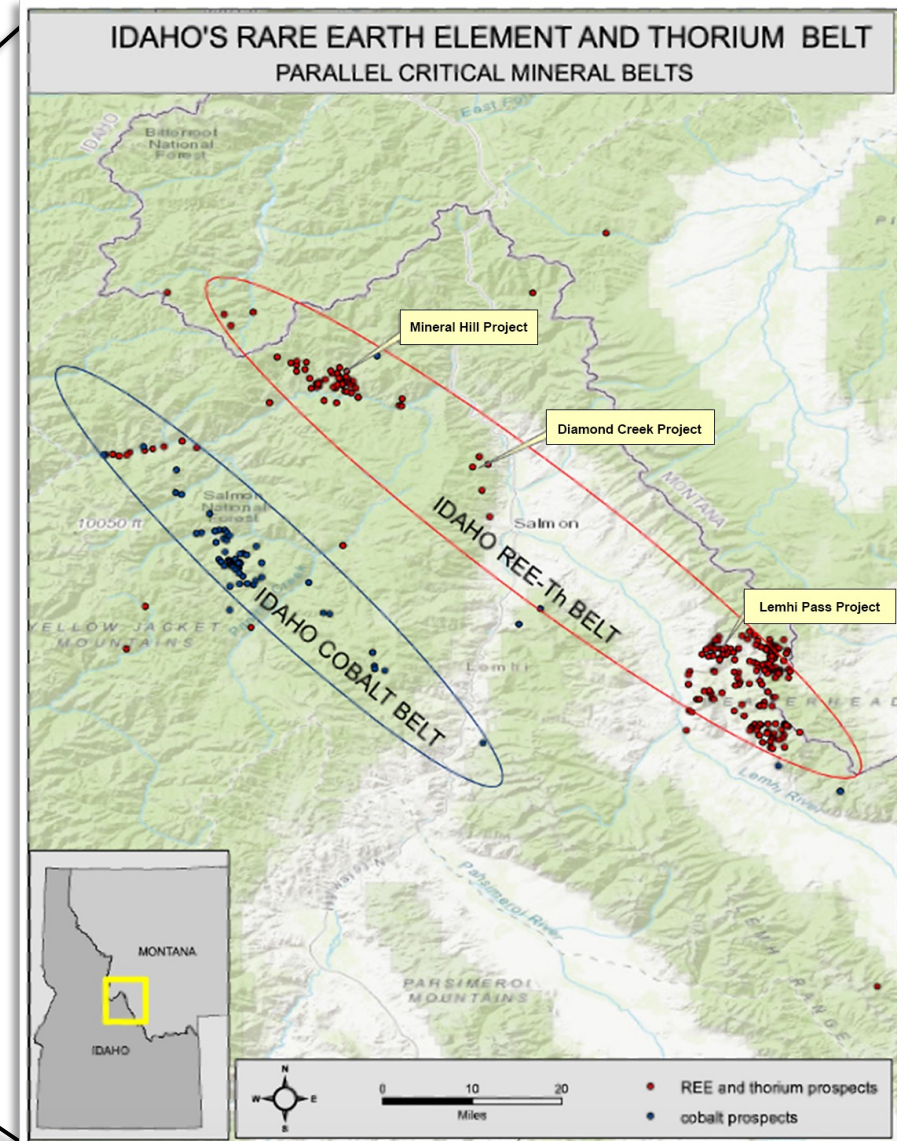 IDAHO'S RARE EARTH ELEMENT AND THORIUM BELT
PARALLEL CRITICAL MINERAL BELTS
East Fork
IDAHO
Bitterroot
National
Forest
Mineral Hill Project
Diamond Creek Project
MONTANA
Salmon
National
Forest
10050 ft
Salmon
IDAHO REE-Th BELT
Lemhi Pass Project
IDAHO COBALT BELT
YELLOW JACKET
MOUNTAINS
Lemhi
Lemhi River
Pahsimeroi River
PAHSIMEROI
MOUNTAINS
LEMHI RANGE
MONTANA
IDAHO
N
W
E
S
0 10 20
Miles
REE and thorium prospects
cobalt prospects